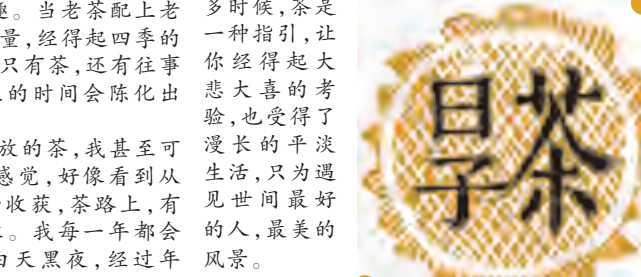 趣。当老茶配上老
量,经得起四季的
只有茶,还有往事
的时间会陈化出
放的茶,我甚至可
感觉,好像看到从
收获,茶路上,有
。我每一年都会
白天黑夜,经过年
多时候,茶是
一种指引,让
你经得起大
悲大喜的考
验,也受得了
漫长的平淡
生活,只为遇
见世间最好
的人,最美的
风景。
茶
日子